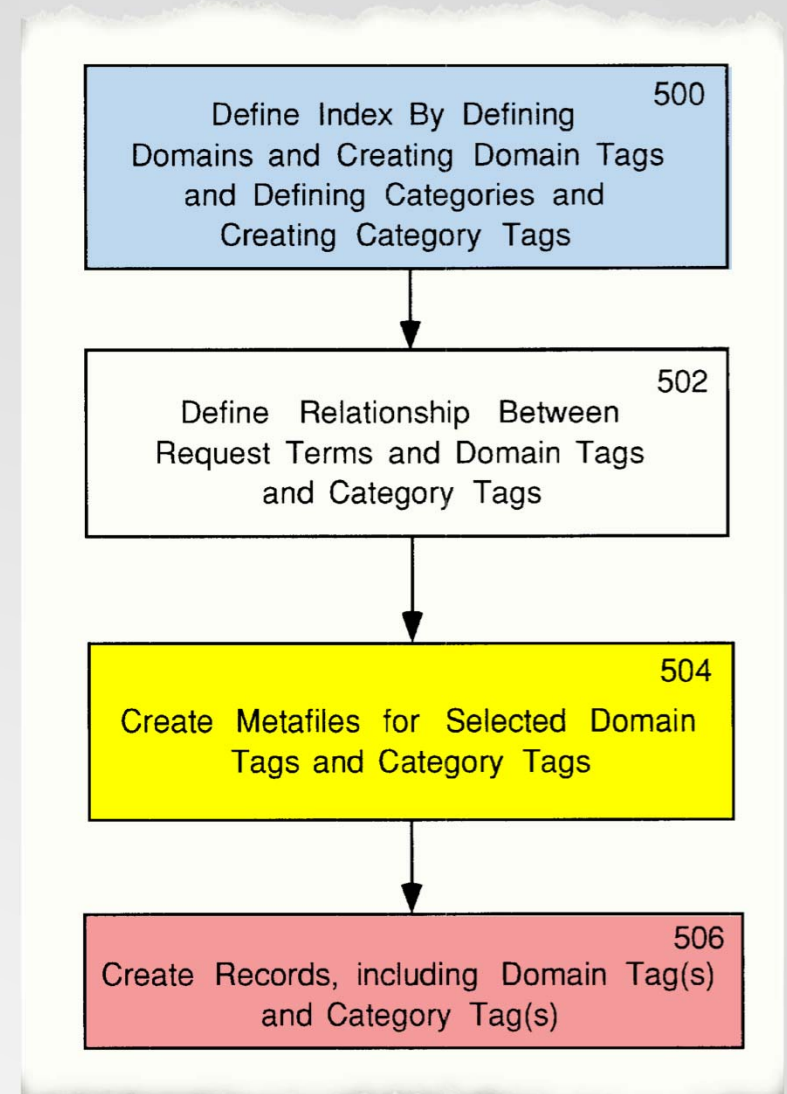 500
Define Index By Defining
Domains and Creating Domain Tags
and Defining Categories and
Creating Category Tags
502
Define Relationship Between
Request Terms and Domain Tags
and Category Tags
504
Create Metafiles for Selected Domain
Tags and Category Tags
506
Create Records, including Domain Tag(s)
and Category Tag(s)